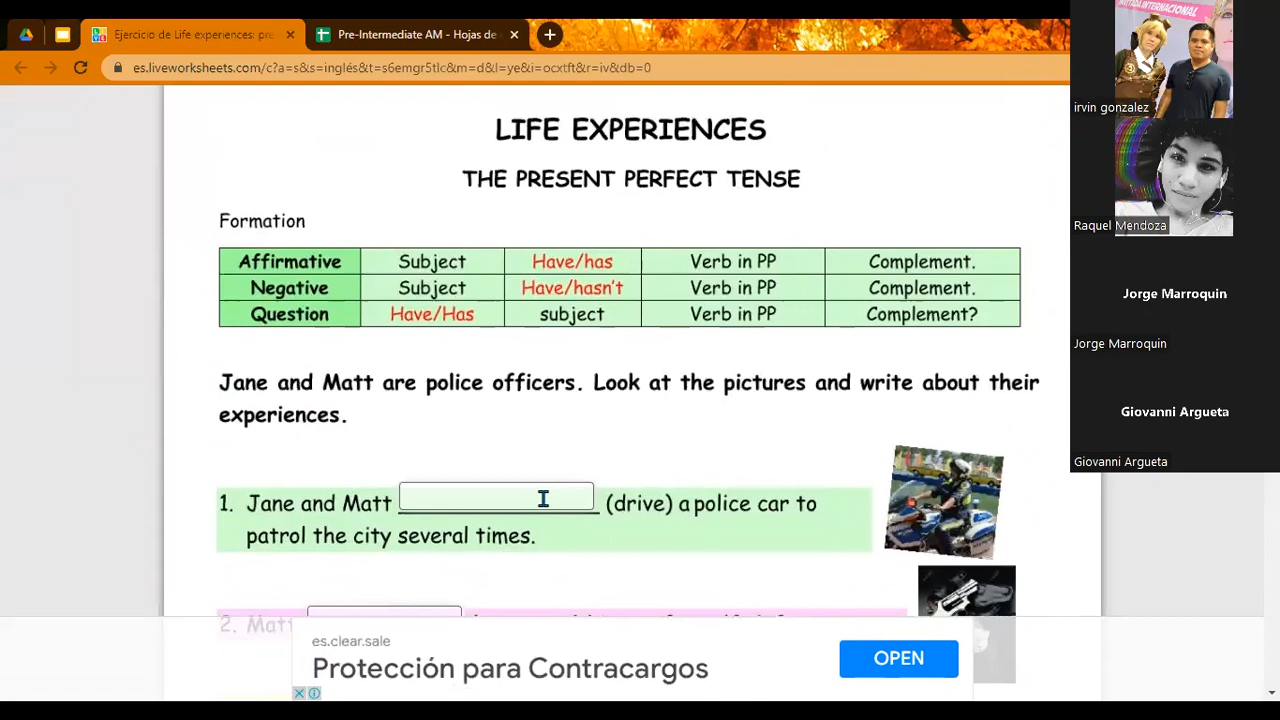 Ejercicio de Life experiences: pre
Pre-Intermediate AM - Hojas de
es.liveworksheets.com/c?a=s&s=inglés&t=s6emgr5tlc&m=d&l=ye&i=ocxtft&r=iv&db=0
LIFE EXPERIENCES
THE PRESENT PERFECT TENSE
Formation
Affirmative Subject Have/has Verb in PP Complement.
Negative Subject Have/hasn't Verb in PP Complement.
Question Have/Has subject Verb in PP Complement?
Jane and Matt are police officers. Look at the pictures and write about their
experiences.
1. Jane and Matt (drive) a police car to
patrol the city several times.
2. Matt
es.clear.sale
Protección para Contracargos
OPEN
INVITADA INTERNACIONAL
irvin gonzalez
Raquel Mendoza
Jorge Marroquin
Jorge Marroquin
Giovanni Argueta
Giovanni Argueta